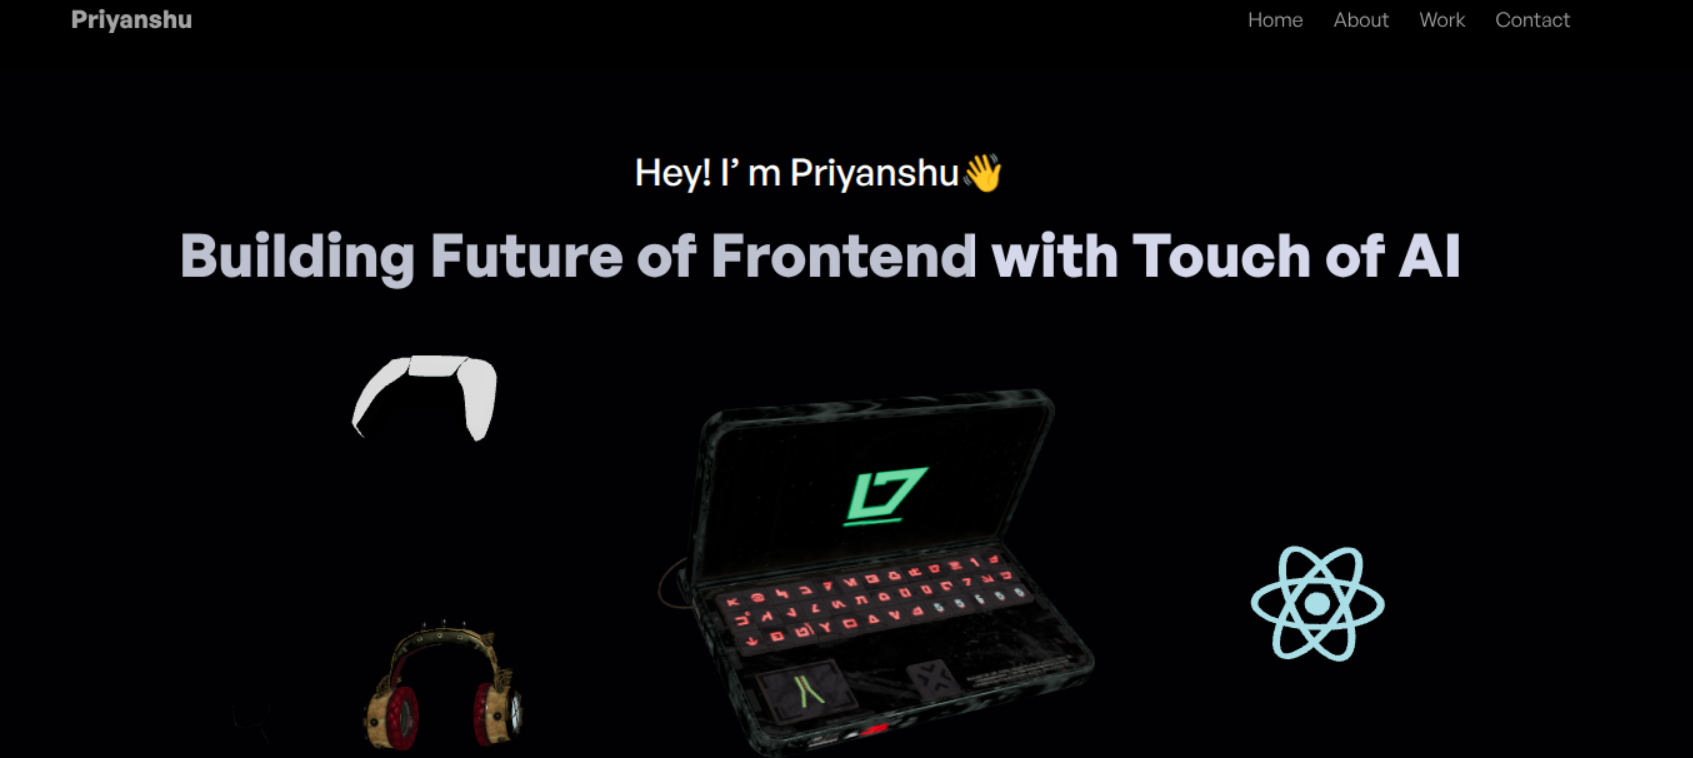 Priyanshu
Home About Work Contact
Hey! I’ m Priyanshu👋
Building Future of Frontend with Touch of AI